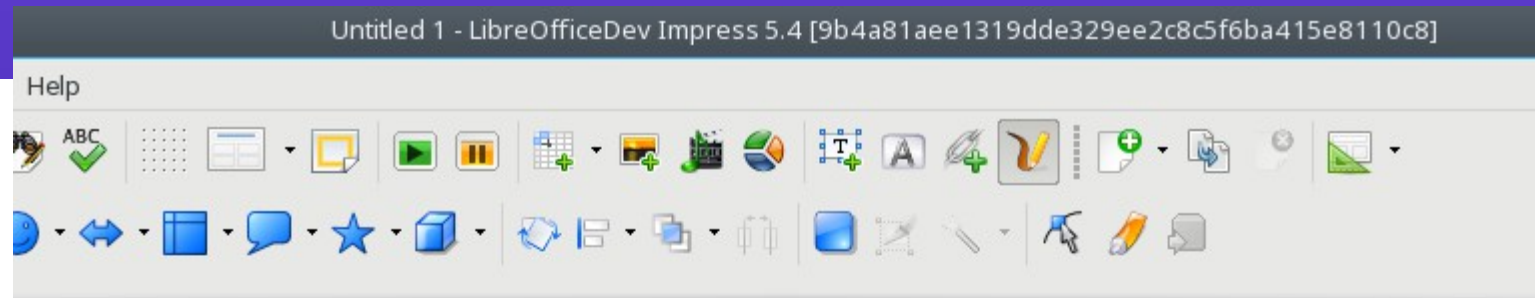 Untitled 1 - LibreOfficeDev Impress 5.4 [9b4a81aee1319dde329ee2c8c5f6ba415e8110c8]
Help
ABC
T A